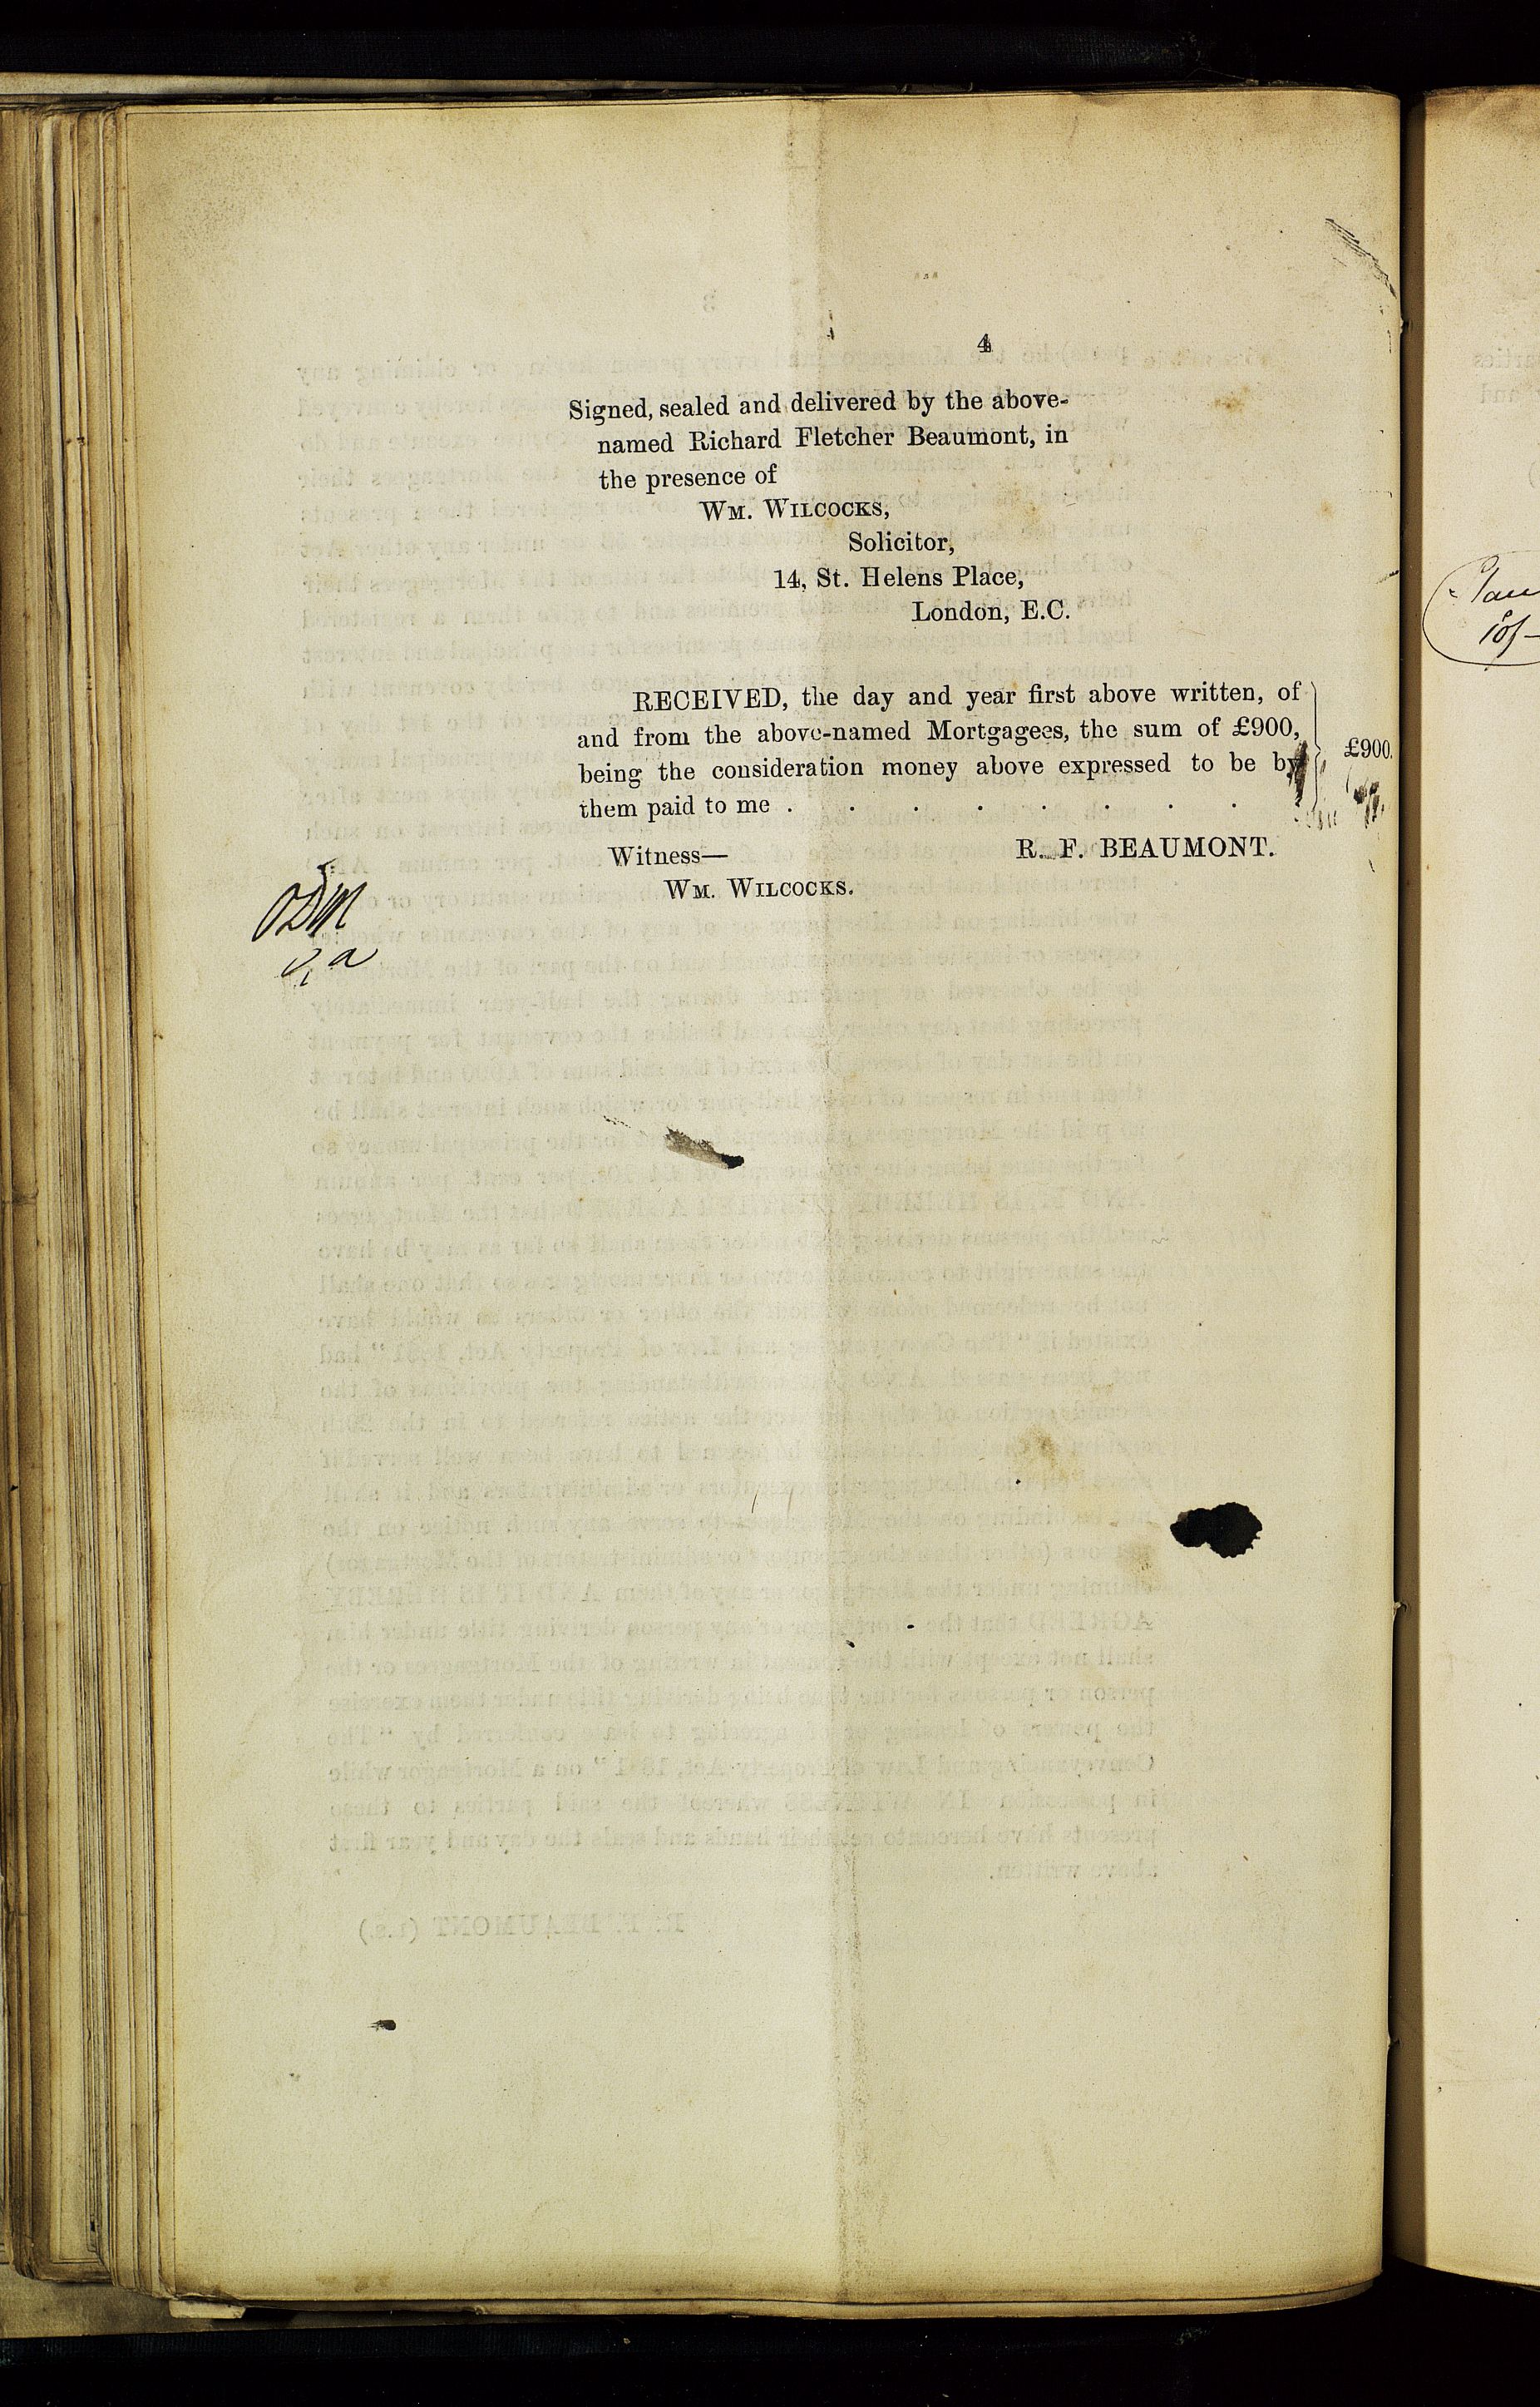 4
Signed, sealed and delivered by the above-
named Richard Fletcher Beaumont, in
the presence of
WM. WILCOCKS,
Solicitor,
14, St. Helens Place,
London, E.C.
RECEIVED, the day and year first above written, of
and from the above-named Mortgagees, the sum of £900,
being the consideration money above expressed to be by
them paid to me . . . . . . . .
£900.
Witness— R. F. BEAUMONT.
WM. WILCOCKS.